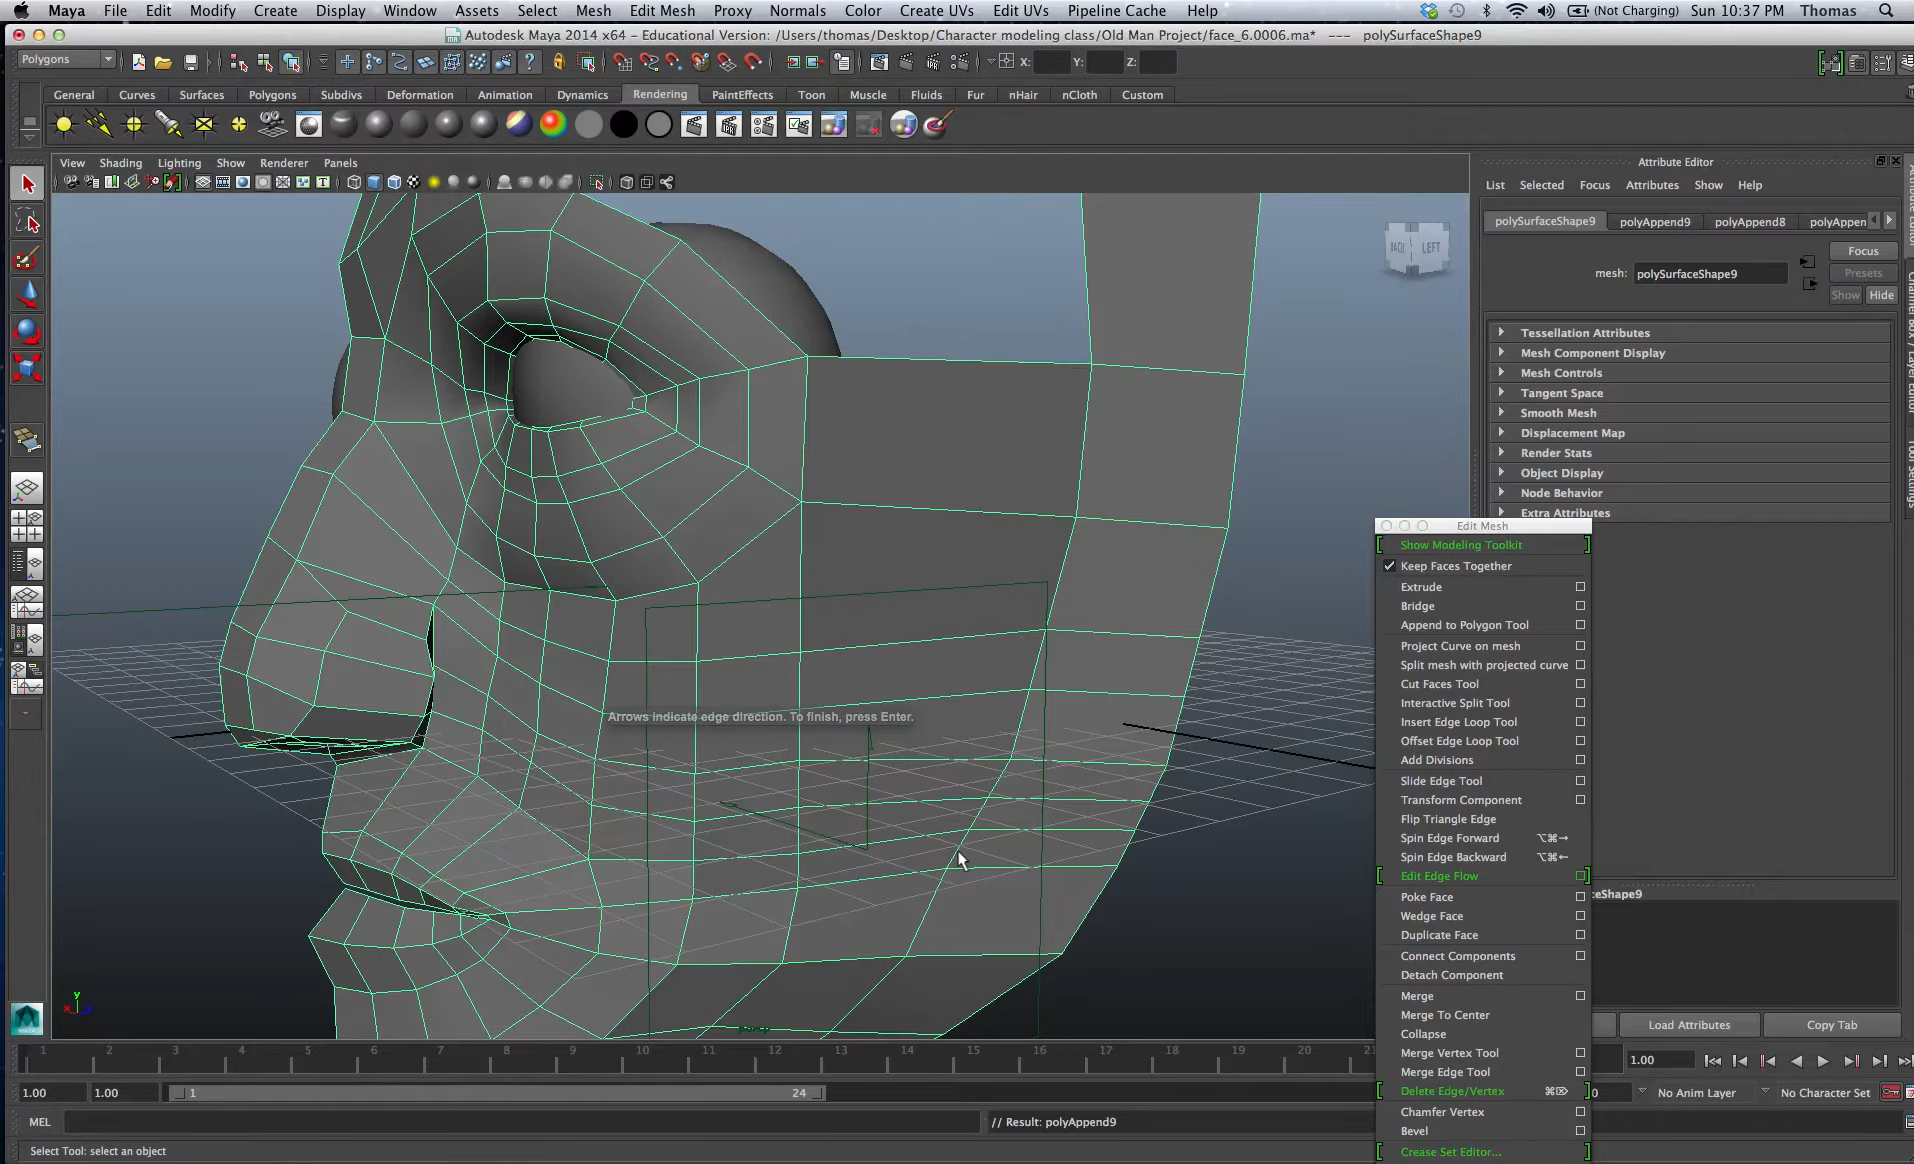 Maya File Edit Modify Create Display Window Assets Select Mesh Edit Mesh Proxy Normals Color Create UVs Edit UVs Pipeline Cache Help (Not Charging) Sun 10:37 PM Thomas
Autodesk Maya 2014 x64 - Educational Version: /Users/thomas/Desktop/Character modeling class/Old Man Project/face_6.0006.ma* --- polySurfaceShape9
Polygons X: Y: Z:
General Curves Surfaces Polygons Subdivs Deformation Animation Dynamics Rendering PaintEffects Toon Muscle Fluids Fur nHair nCloth Custom
View Shading Lighting Show Renderer Panels
Attribute Editor
List Selected Focus Attributes Show Help
polySurfaceShape9 polyAppend9 polyAppend8 polyAppen
BACK LEFT
Focus
mesh: polySurfaceShape9
Presets
Show Hide
Tessellation Attributes
Mesh Component Display
Mesh Controls
Tangent Space
Smooth Mesh
Displacement Map
Render Stats
Object Display
Node Behavior
Extra Attributes
Edit Mesh
Show Modeling Toolkit
Keep Faces Together
Extrude
Bridge
Append to Polygon Tool
Project Curve on mesh
Split mesh with projected curve
Cut Faces Tool
Interactive Split Tool
Insert Edge Loop Tool
Offset Edge Loop Tool
Add Divisions
Slide Edge Tool
Transform Component
Flip Triangle Edge
Spin Edge Forward ⌥⌘→
Spin Edge Backward ⌥⌘←
Edit Edge Flow
Poke Face
Wedge Face
Duplicate Face
Connect Components
Detach Component
Merge
Merge To Center
Collapse
Merge Vertex Tool
Merge Edge Tool
Delete Edge/Vertex ⌘⌦
Chamfer Vertex
Bevel
Crease Set Editor...
eShape9
Load Attributes Copy Tab
Arrows indicate edge direction. To finish, press Enter.
y
persp
1 2 3 4 5 6 7 8 9 10 11 12 13 14 15 16 17 18 19 20 21 1.00
1.00 1.00 1 24 0 No Anim Layer No Character Set
MEL // Result: polyAppend9
Select Tool: select an object